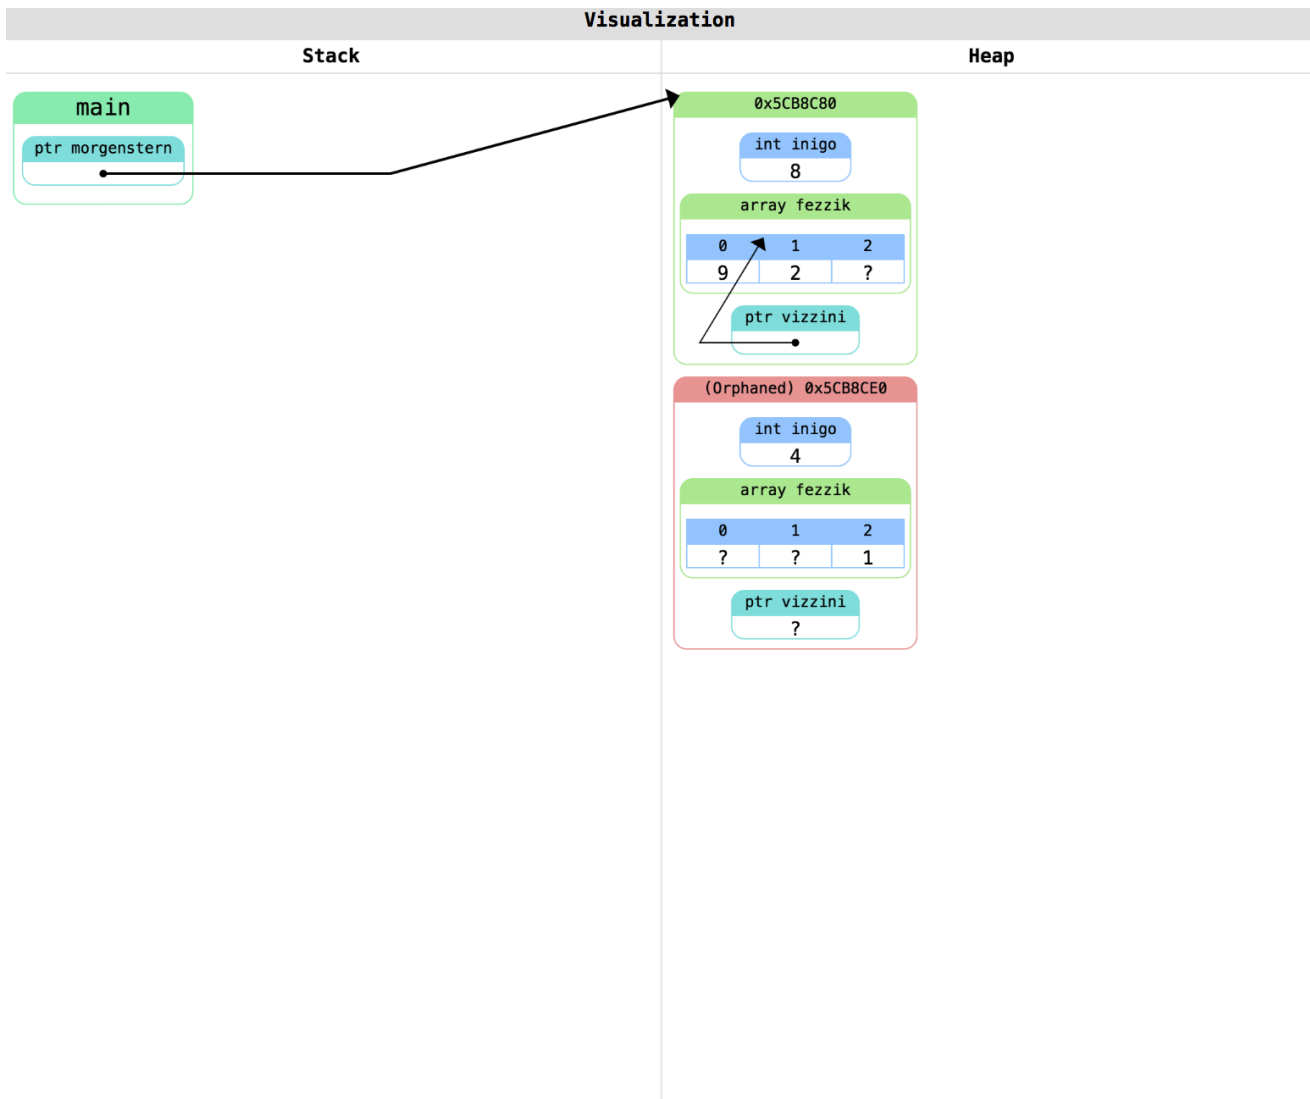 Visualization
Stack
Heap
main
ptr morgenstern
0x5CB8C80
int inigo
8
array fezzik
0 1 2
9 2 ?
ptr vizzini
(Orphaned) 0x5CB8CE0
int inigo
4
array fezzik
0 1 2
? ? 1
ptr vizzini
?